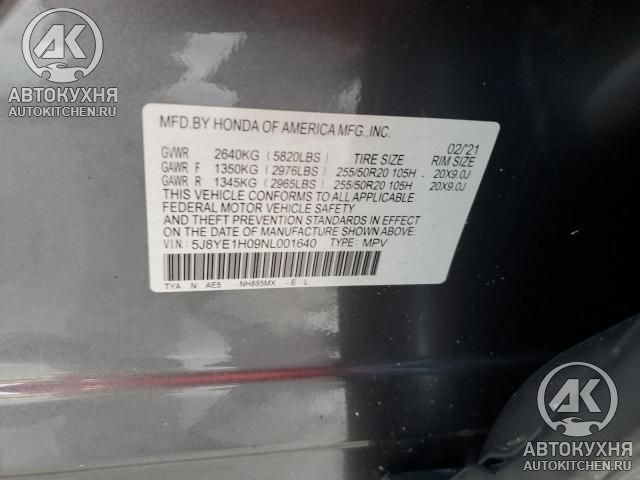 АК
АВТОКУХНЯ
AUTOKITCHEN.RU
MFD.BY HONDA OF AMERICA MFG.,INC.
02/21
GVWR 2640KG (5820LBS) TIRE SIZE RIM SIZE
GAWR F 1350KG (2976LBS) 255/50R20 105H - 20X9.0J
GAWR R 1345KG (2965LBS) 255/50R20 105H - 20X9.0J
THIS VEHICLE CONFORMS TO ALL APPLICABLE
FEDERAL MOTOR VEHICLE SAFETY
AND THEFT PREVENTION STANDARDS IN EFFECT
ON THE DATE OF MANUFACTURE SHOWN ABOVE.
V.I.N: 5J8YE1H09NL001640 TYPE: MPV
TYA N AE5 -NH885MX -E -L
АК
АВТОКУХНЯ
AUTOKITCHEN.RU